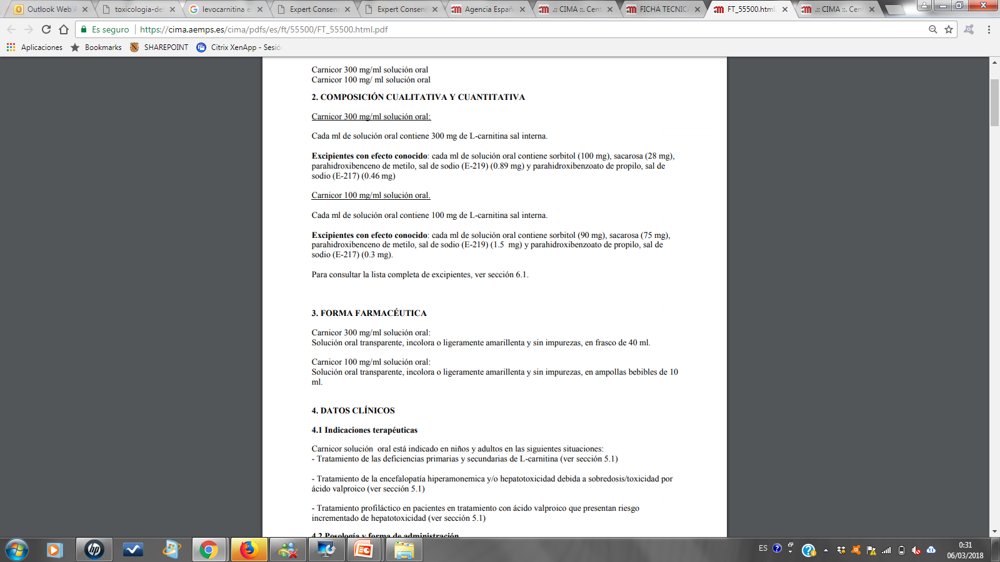 Outlook Web
toxicologia-de
levocarnitina e
Expert Consen
Expert Consen
Agencia Españ
.:: CIMA ::. Cen
FICHA TECNIC
FT_55500.html
.:: CIMA ::. Cen
Es seguro
https://cima.aemps.es/cima/pdfs/es/ft/55500/FT_55500.html.pdf
Aplicaciones
Bookmarks
SHAREPOINT
Citrix XenApp - Sesió
Carnicor 300 mg/ml solución oral
Carnicor 100 mg/ ml solución oral
2. COMPOSICIÓN CUALITATIVA Y CUANTITATIVA
Carnicor 300 mg/ml solución oral:
Cada ml de solución oral contiene 300 mg de L-carnitina sal interna.
Excipientes con efecto conocido: cada ml de solución oral contiene sorbitol (100 mg), sacarosa (28 mg),
parahidroxibenceno de metilo, sal de sodio (E-219) (0.89 mg) y parahidroxibenzoato de propilo, sal de
sodio (E-217) (0.46 mg)
Carnicor 100 mg/ml solución oral.
Cada ml de solución oral contiene 100 mg de L-carnitina sal interna.
Excipientes con efecto conocido: cada ml de solución oral contiene sorbitol (90 mg), sacarosa (75 mg),
parahidroxibenceno de metilo, sal de sodio (E-219) (1.5 mg) y parahidroxibenzoato de propilo, sal de
sodio (E-217) (0.3 mg).
Para consultar la lista completa de excipientes, ver sección 6.1.
3. FORMA FARMACÉUTICA
Carnicor 300 mg/ml solución oral:
Solución oral transparente, incolora o ligeramente amarillenta y sin impurezas, en frasco de 40 ml.
Carnicor 100 mg/ml solución oral:
Solución oral transparente, incolora o ligeramente amarillenta y sin impurezas, en ampollas bebibles de 10
ml.
4. DATOS CLÍNICOS
4.1 Indicaciones terapéuticas
Carnicor solución oral está indicado en niños y adultos en las siguientes situaciones:
- Tratamiento de las deficiencias primarias y secundarias de L-carnitina (ver sección 5.1)
- Tratamiento de la encefalopatía hiperamonemica y/o hepatotoxicidad debida a sobredosis/toxicidad por
ácido valproico (ver sección 5.1)
- Tratamiento profiláctico en pacientes en tratamiento con ácido valproico que presentan riesgo
incrementado de hepatotoxicidad (ver sección 5.1)
4.2 Posología y forma de administración
ES
0:31
06/03/2018